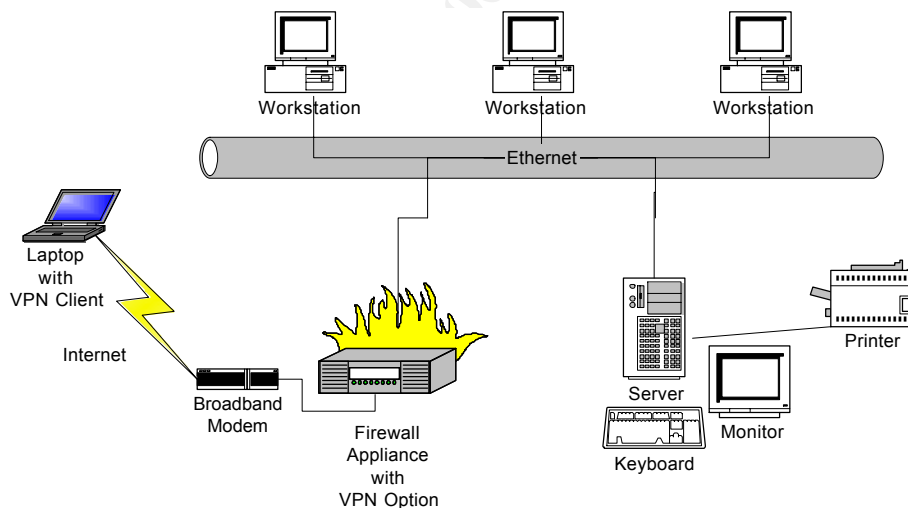 Workstation
Workstation
Workstation
Ethernet
Laptop
with
VPN Client
Internet
Broadband
Modem
Firewall
Appliance
with
VPN Option
Server
Keyboard
Monitor
Printer